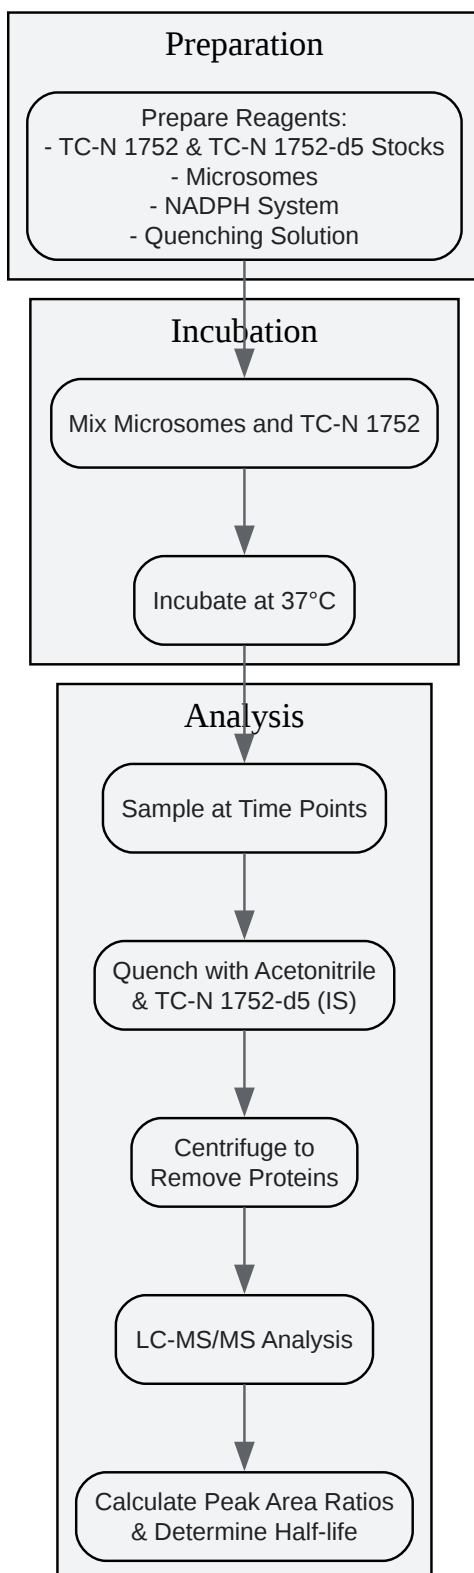 Preparation
Prepare Reagents:
- TC-N 1752 & TC-N 1752-d5 Stocks
- Microsomes
- NADPH System
- Quenching Solution
Incubation
Mix Microsomes and TC-N 1752
Incubate at 37°C
Analysis
Sample at Time Points
Quench with Acetonitrile
& TC-N 1752-d5 (IS)
Centrifuge to
Remove Proteins
LC-MS/MS Analysis
Calculate Peak Area Ratios
& Determine Half-life